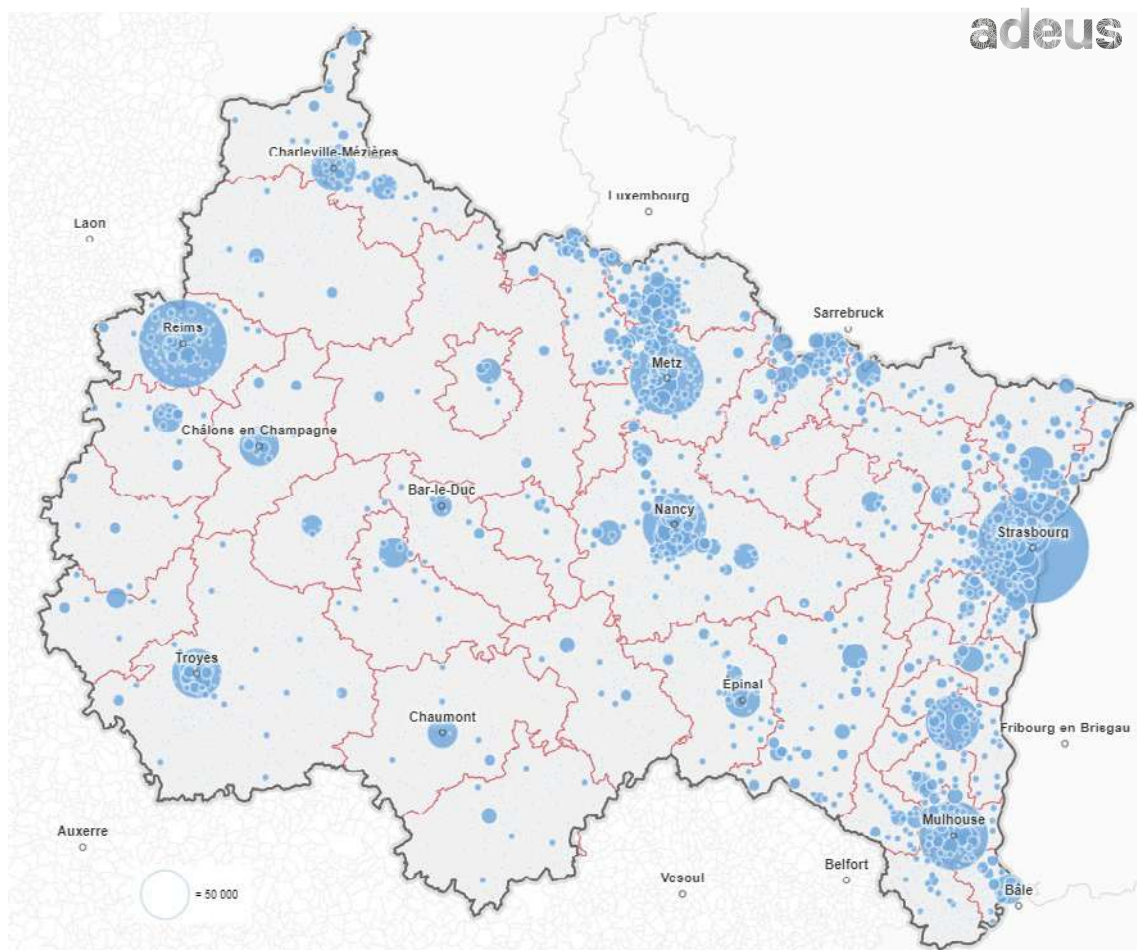 adeus
Charleville-Mézières
Luxembourg
Laon
Sarrebruck
Reims
Metz
Châlons en Champagne
Bar-le-Duc
Nancy
Strasbourg
Troyes
Épinal
Chaumont
Fribourg en Brisgau
Mulhouse
Auxerre
Belfort
Vesoul
Bâle
= 50 000